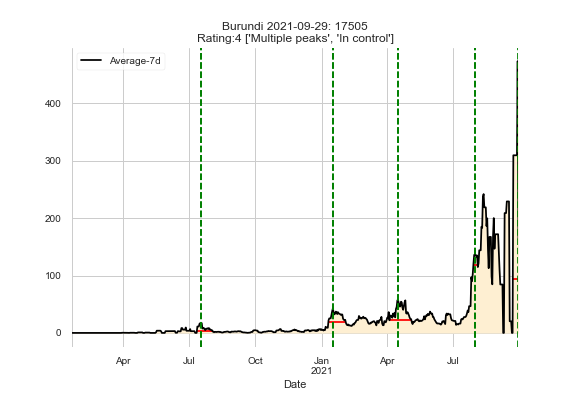 Burundi 2021-09-29: 17505
Rating:4 ['Multiple peaks', 'In control']
Average-7d
400
300
200
100
0
Apr
Jul
Oct
Jan
2021
Apr
Jul
Date